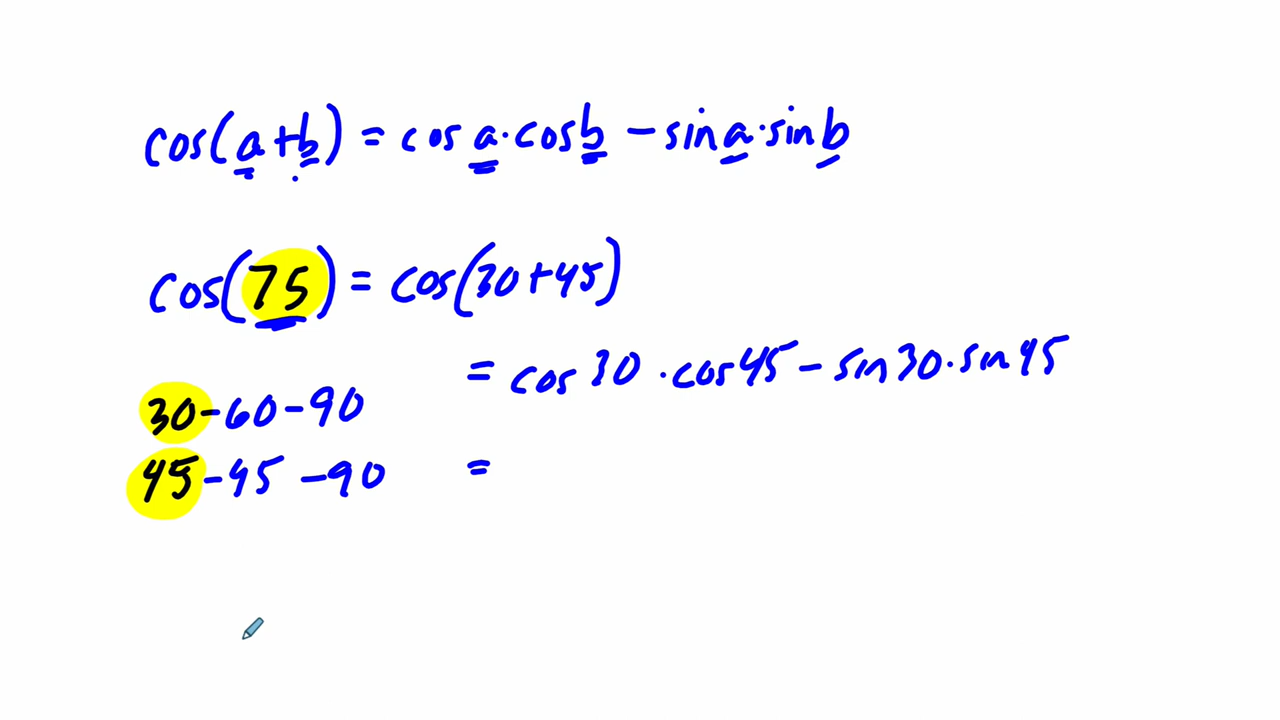 cos(a+b) = cos a·cos b − sin a·sin b
cos(75) = cos(30+45)
= cos 30 · cos 45 − sin 30 · sin 45
30-60-90
45-45-90 =